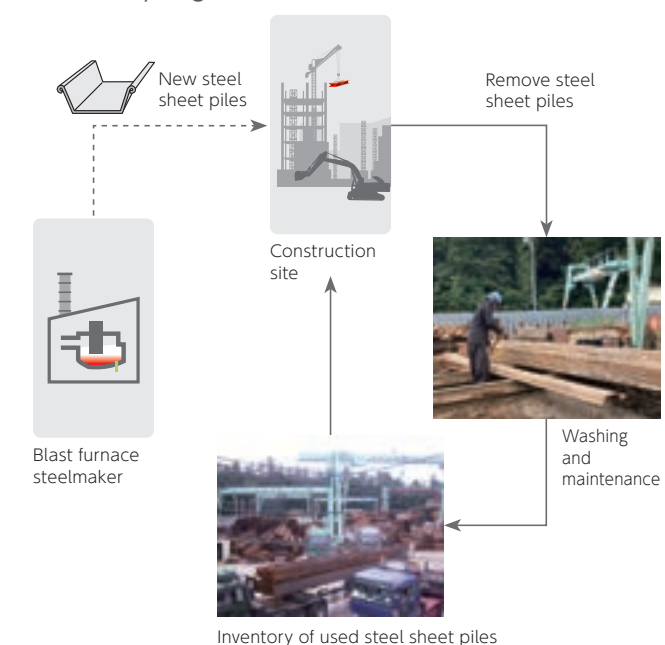 New steel
sheet piles
Remove steel
sheet piles
Construction
site
Blast furnace
steelmaker
Washing
and
maintenance
Inventory of used steel sheet piles